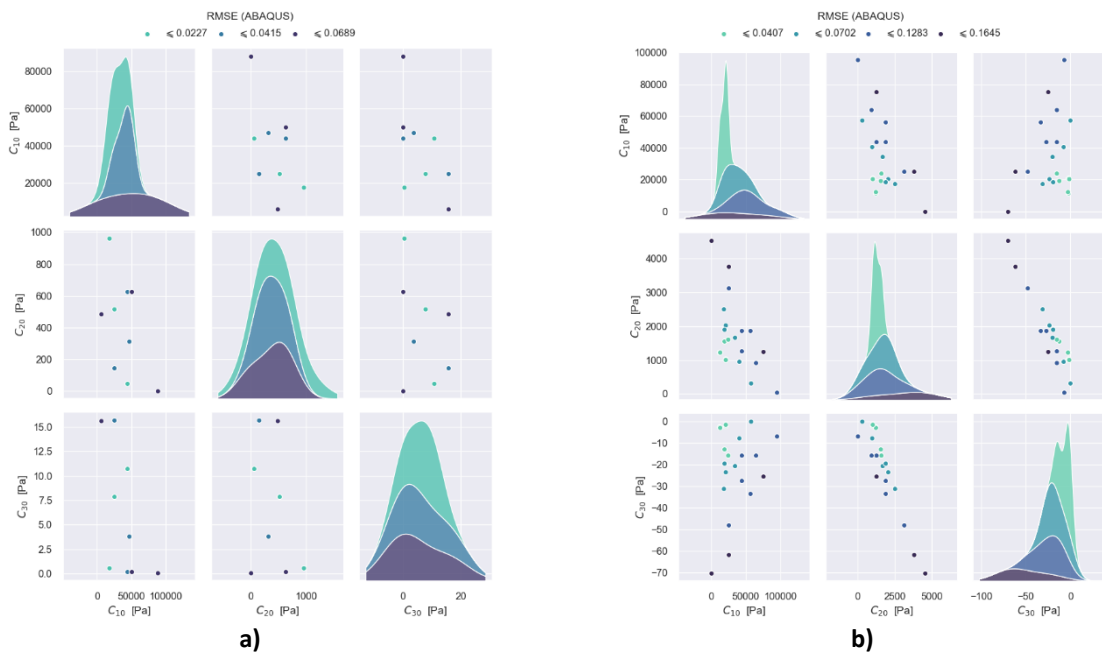 RMSE (ABAQUS)
⩽ 0.0227 ⩽ 0.0415 ⩽ 0.0689
80000
60000
40000
20000
C10 [Pa]
1000
800
600
400
200
0
C20 [Pa]
15.0
12.5
10.0
7.5
5.0
2.5
0.0
C30 [Pa]
0 50000 100000
C10 [Pa]
0 1000
C20 [Pa]
0 20
C30 [Pa]
a)
RMSE (ABAQUS)
⩽ 0.0407 ⩽ 0.0702 ⩽ 0.1283 ⩽ 0.1645
100000
80000
60000
40000
20000
0
C10 [Pa]
4000
3000
2000
1000
0
C20 [Pa]
0
−10
−20
−30
−40
−50
−60
−70
C30 [Pa]
0 50000 100000
C10 [Pa]
0 2500 5000
C20 [Pa]
−100 −50 0
C30 [Pa]
b)